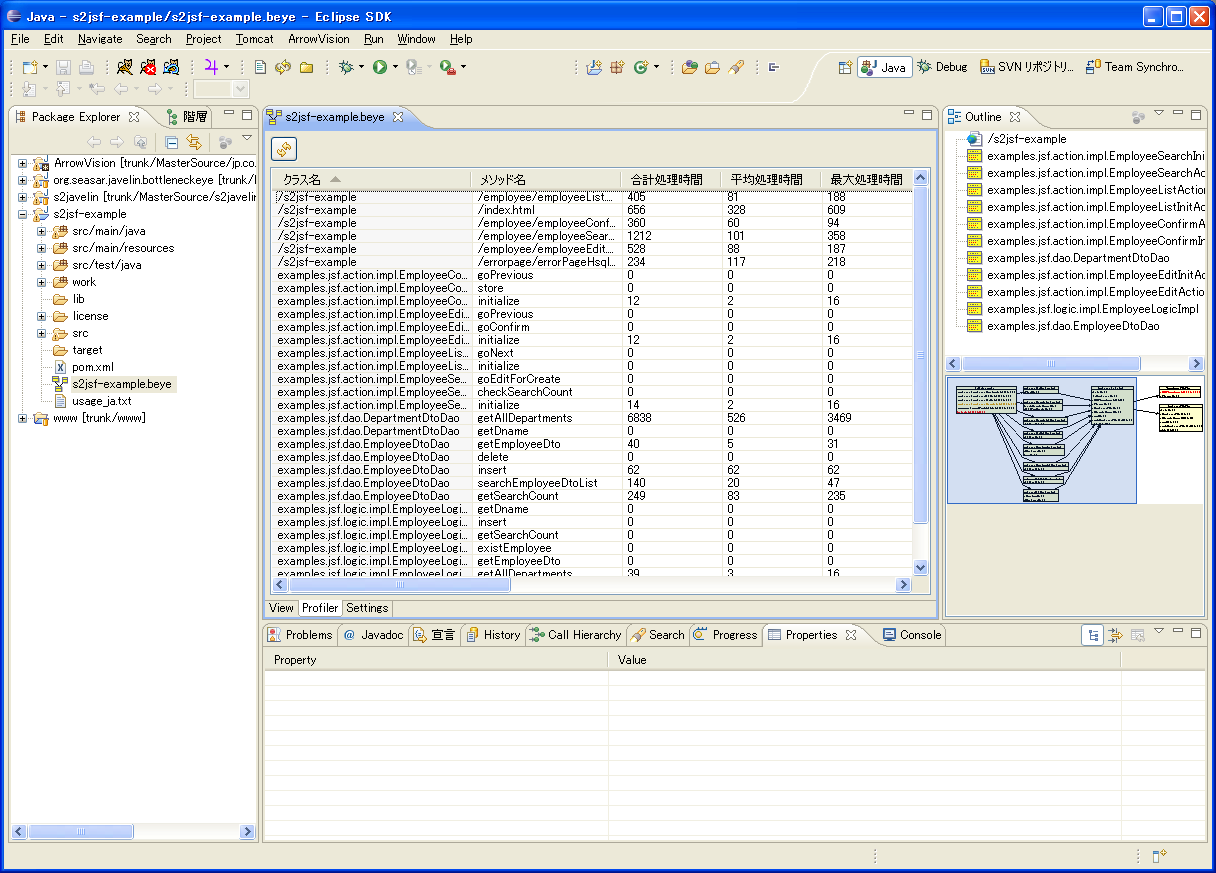 Java - s2jsf-example/s2jsf-example.beye - Eclipse SDK
File Edit Navigate Search Project Tomcat ArrowVision Run Window Help
Java Debug SVN リポジトリ... Team Synchro...
Package Explorer 階層
ArrowVision [trunk/MasterSource/jp.co.
org.seasar.javelin.bottleneckeye [trunk/
s2javelin [trunk/MasterSource/s2javelin
s2jsf-example
src/main/java
src/main/resources
src/test/java
work
lib
license
src
target
pom.xml
s2jsf-example.beye
usage_ja.txt
www [trunk/www]
s2jsf-example.beye
クラス名 メソッド名 合計処理時間 平均処理時間 最大処理時間
/s2jsf-example /employee/employeeList... 405 81 188
/s2jsf-example /index.html 656 328 609
/s2jsf-example /employee/employeeConf... 360 60 94
/s2jsf-example /employee/employeeSear... 1212 101 358
/s2jsf-example /employee/employeeEdit... 528 88 187
/s2jsf-example /errorpage/errorPageHsql... 234 117 218
examples.jsf.action.impl.EmployeeCo... goPrevious 0 0 0
examples.jsf.action.impl.EmployeeCo... store 0 0 0
examples.jsf.action.impl.EmployeeCo... initialize 12 2 16
examples.jsf.action.impl.EmployeeEdi... goPrevious 0 0 0
examples.jsf.action.impl.EmployeeEdi... goConfirm 0 0 0
examples.jsf.action.impl.EmployeeEdi... initialize 12 2 16
examples.jsf.action.impl.EmployeeLis... goNext 0 0 0
examples.jsf.action.impl.EmployeeLis... initialize 0 0 0
examples.jsf.action.impl.EmployeeSe... goEditForCreate 0 0 0
examples.jsf.action.impl.EmployeeSe... checkSearchCount 0 0 0
examples.jsf.action.impl.EmployeeSe... initialize 14 2 16
examples.jsf.dao.DepartmentDtoDao getAllDepartments 6838 526 3469
examples.jsf.dao.DepartmentDtoDao getDname 0 0 0
examples.jsf.dao.EmployeeDtoDao getEmployeeDto 40 5 31
examples.jsf.dao.EmployeeDtoDao delete 0 0 0
examples.jsf.dao.EmployeeDtoDao insert 62 62 62
examples.jsf.dao.EmployeeDtoDao searchEmployeeDtoList 140 20 47
examples.jsf.dao.EmployeeDtoDao getSearchCount 249 83 235
examples.jsf.logic.impl.EmployeeLogi... getDname 0 0 0
examples.jsf.logic.impl.EmployeeLogi... insert 0 0 0
examples.jsf.logic.impl.EmployeeLogi... getSearchCount 0 0 0
examples.jsf.logic.impl.EmployeeLogi... existEmployee 0 0 0
examples.jsf.logic.impl.EmployeeLogi... getEmployeeDto 0 0 0
examples.jsf.logic.impl.EmployeeLogi... getAllDepartments 39 3 16
View Profiler Settings
Outline
/s2jsf-example
examples.jsf.action.impl.EmployeeSearchIni
examples.jsf.action.impl.EmployeeSearchAc
examples.jsf.action.impl.EmployeeListActior
examples.jsf.action.impl.EmployeeListInitAc
examples.jsf.action.impl.EmployeeConfirmA
examples.jsf.action.impl.EmployeeConfirmIr
examples.jsf.dao.DepartmentDtoDao
examples.jsf.action.impl.EmployeeEditInitAc
examples.jsf.action.impl.EmployeeEditActio
examples.jsf.logic.impl.EmployeeLogicImpl
examples.jsf.dao.EmployeeDtoDao
Problems Javadoc 宣言 History Call Hierarchy Search Progress Properties Console
Property Value